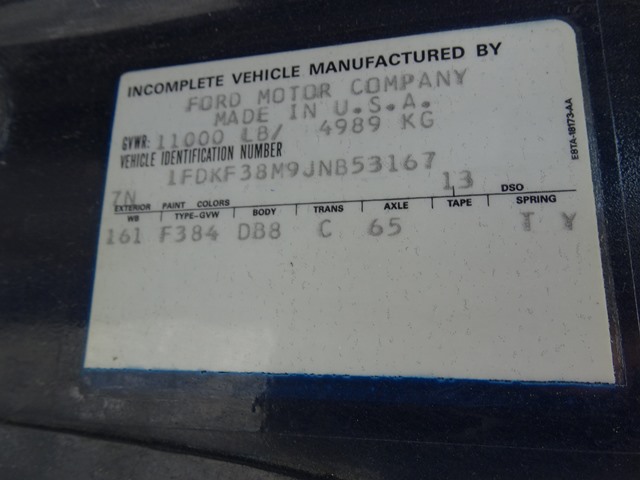 INCOMPLETE VEHICLE MANUFACTURED BY
FORD MOTOR COMPANY
MADE IN U.S.A.
GVWR: 11000 LB/ 4989 KG
VEHICLE IDENTIFICATION NUMBER
1FDKF38M9JNB53167
7N 13
EXTERIOR PAINT COLORS DSO
WB TYPE-GVW BODY TRANS AXLE TAPE SPRING
161 F384 DB8 C 65 T Y
E8TA-18173-AA